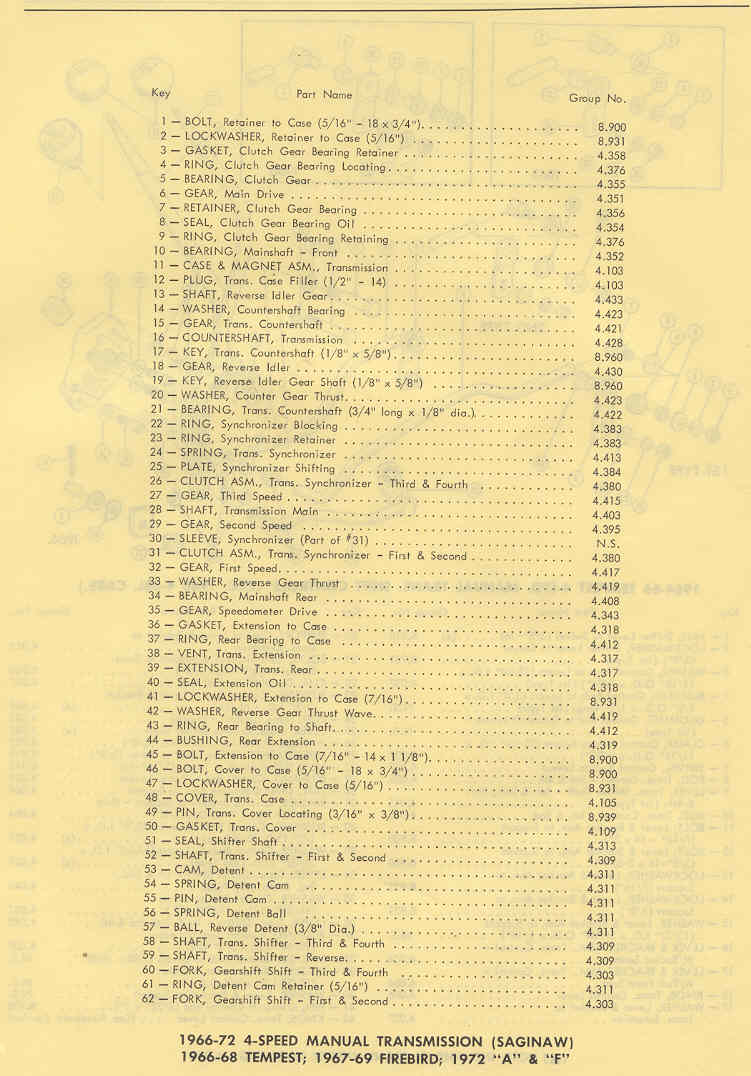 Key Part Name Group No.
1 — BOLT, Retainer to Case (5/16" - 18 x 3/4") 8.900
2 — LOCKWASHER, Retainer to Case (5/16") 8.931
3 — GASKET, Clutch Gear Bearing Retainer 4.358
4 — RING, Clutch Gear Bearing Locating 4.376
5 — BEARING, Clutch Gear 4.355
6 — GEAR, Main Drive 4.351
7 — RETAINER, Clutch Gear Bearing 4.356
8 — SEAL, Clutch Gear Bearing Oil 4.354
9 — RING, Clutch Gear Bearing Retaining 4.376
10 — BEARING, Mainshaft - Front 4.352
11 — CASE & MAGNET ASM., Transmission 4.103
12 — PLUG, Trans. Case Filler (1/2" - 14) 4.103
13 — SHAFT, Reverse Idler Gear 4.433
14 — WASHER, Countershaft Bearing 4.423
15 — GEAR, Trans. Countershaft 4.421
16 — COUNTERSHAFT, Transmission 4.428
17 — KEY, Trans. Countershaft (1/8" x 5/8") 8.960
18 — GEAR, Reverse Idler 4.430
19 — KEY, Reverse Idler Gear Shaft (1/8" x 5/8") 8.960
20 — WASHER, Counter Gear Thrust 4.423
21 — BEARING, Trans. Countershaft (3/4" long x 1/8" dia.) 4.422
22 — RING, Synchronizer Blocking 4.383
23 — RING, Synchronizer Retainer 4.383
24 — SPRING, Trans. Synchronizer 4.413
25 — PLATE, Synchronizer Shifting 4.384
26 — CLUTCH ASM., Trans. Synchronizer - Third & Fourth 4.380
27 — GEAR, Third Speed 4.415
28 — SHAFT, Transmission Main 4.403
29 — GEAR, Second Speed 4.395
30 — SLEEVE, Synchronizer (Part of #31) N.S.
31 — CLUTCH ASM., Trans. Synchronizer - First & Second 4.380
32 — GEAR, First Speed 4.417
33 — WASHER, Reverse Gear Thrust 4.419
34 — BEARING, Mainshaft Rear 4.408
35 — GEAR, Speedometer Drive 4.343
36 — GASKET, Extension to Case 4.318
37 — RING, Rear Bearing to Case 4.412
38 — VENT, Trans. Extension 4.317
39 — EXTENSION, Trans. Rear 4.317
40 — SEAL, Extension Oil 4.318
41 — LOCKWASHER, Extension to Case (7/16") 8.931
42 — WASHER, Reverse Gear Thrust Wave 4.419
43 — RING, Rear Bearing to Shaft 4.412
44 — BUSHING, Rear Extension 4.319
45 — BOLT, Extension to Case (7/16" - 14 x 1 1/8") 8.900
46 — BOLT, Cover to Case (5/16" - 18 x 3/4") 8.900
47 — LOCKWASHER, Cover to Case (5/16") 8.931
48 — COVER, Trans. Case 4.105
49 — PIN, Trans. Cover Locating (3/16" x 3/8") 8.939
50 — GASKET, Trans. Cover 4.109
51 — SEAL, Shifter Shaft 4.313
52 — SHAFT, Trans. Shifter - First & Second 4.309
53 — CAM, Detent 4.311
54 — SPRING, Detent Cam 4.311
55 — PIN, Detent Cam 4.311
56 — SPRING, Detent Ball 4.311
57 — BALL, Reverse Detent (3/8" Dia.) 4.311
58 — SHAFT, Trans. Shifter - Third & Fourth 4.309
59 — SHAFT, Trans. Shifter - Reverse 4.309
60 — FORK, Gearshift Shift - Third & Fourth 4.303
61 — RING, Detent Cam Retainer (5/16") 4.311
62 — FORK, Gearshift Shift - First & Second 4.303
1966-72 4-SPEED MANUAL TRANSMISSION (SAGINAW)
1966-68 TEMPEST; 1967-69 FIREBIRD; 1972 "A" & "F"